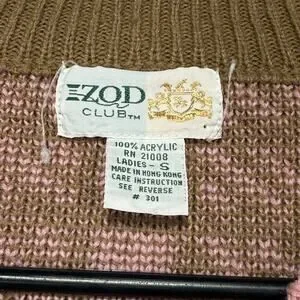 IZOD
CLUB™
100% ACRYLIC
RN 21008
LADIES - S
MADE IN HONG KONG
CARE INSTRUCTION
SEE REVERSE
# 301